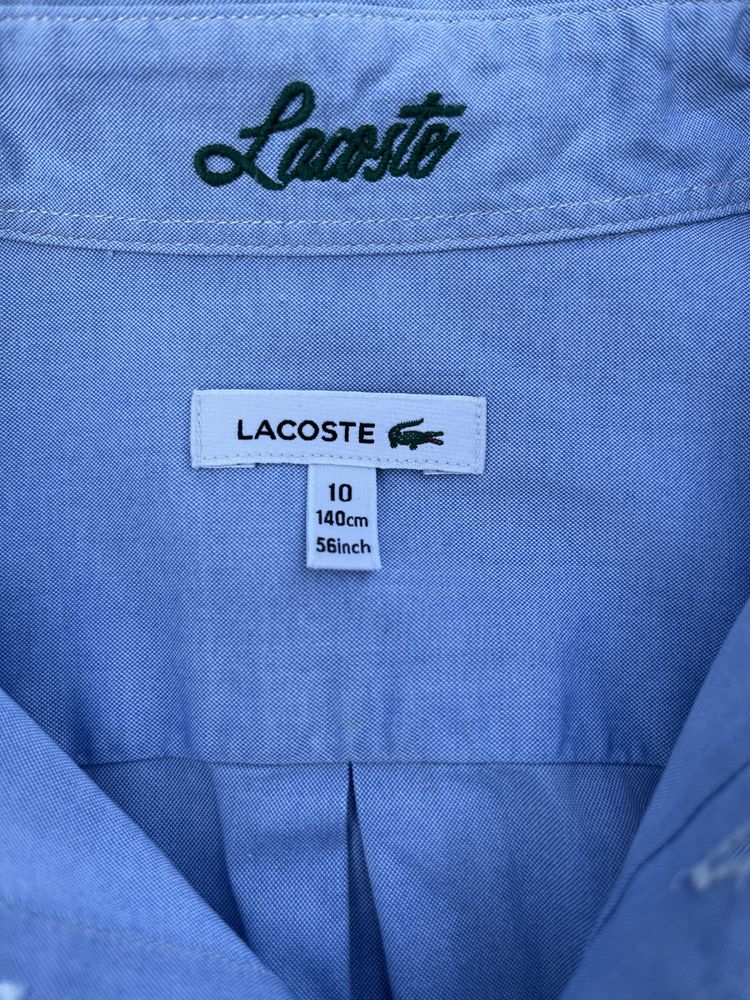 Lacoste
LACOSTE
10
140cm
56inch